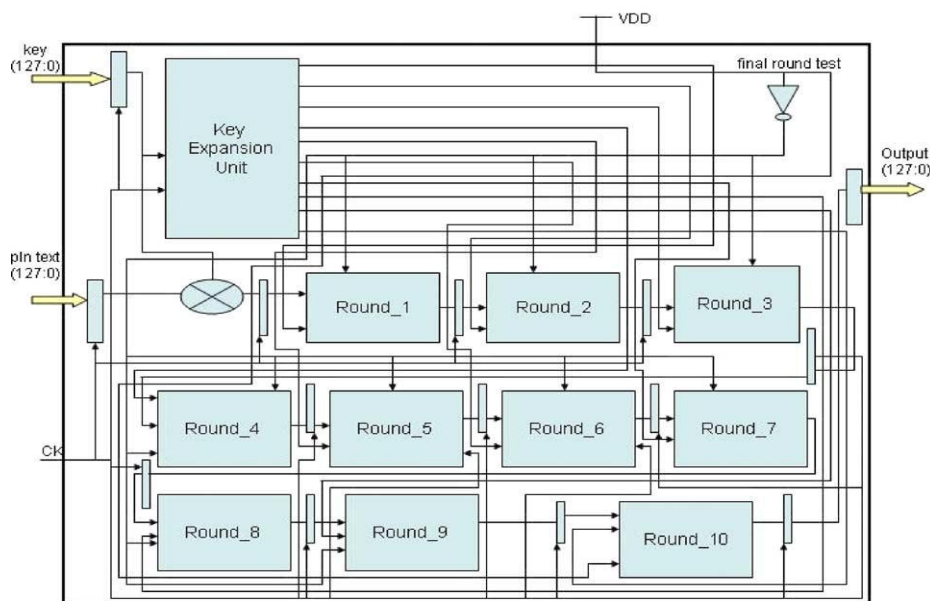 VDD
key
(127:0)
final round test
Key
Expansion
Unit
Output
(127:0)
pln text
(127:0)
Round_1
Round_2
Round_3
Round_4
Round_5
Round_6
Round_7
CK
Round_8
Round_9
Round_10